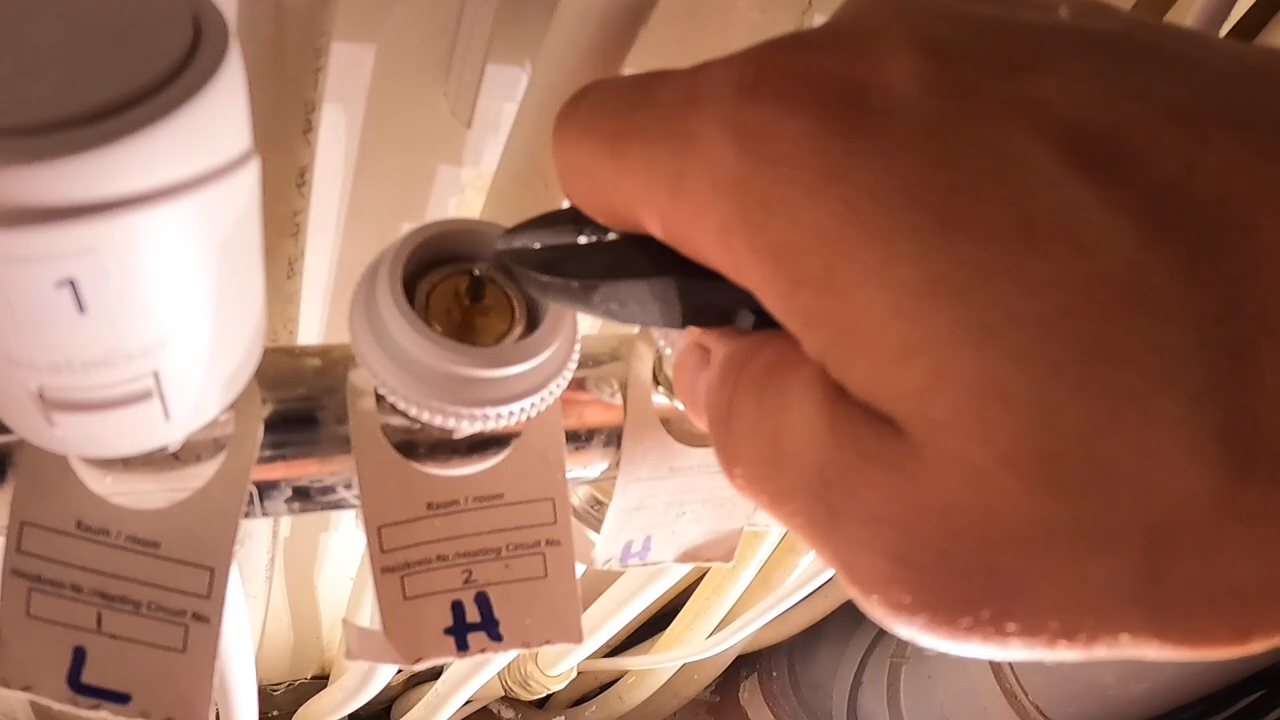 1
Raum / room
Heizkreis-Nr./Heating Circuit No.
1
L
Raum / room
Heizkreis-Nr./Heating Circuit No.
2
H
H